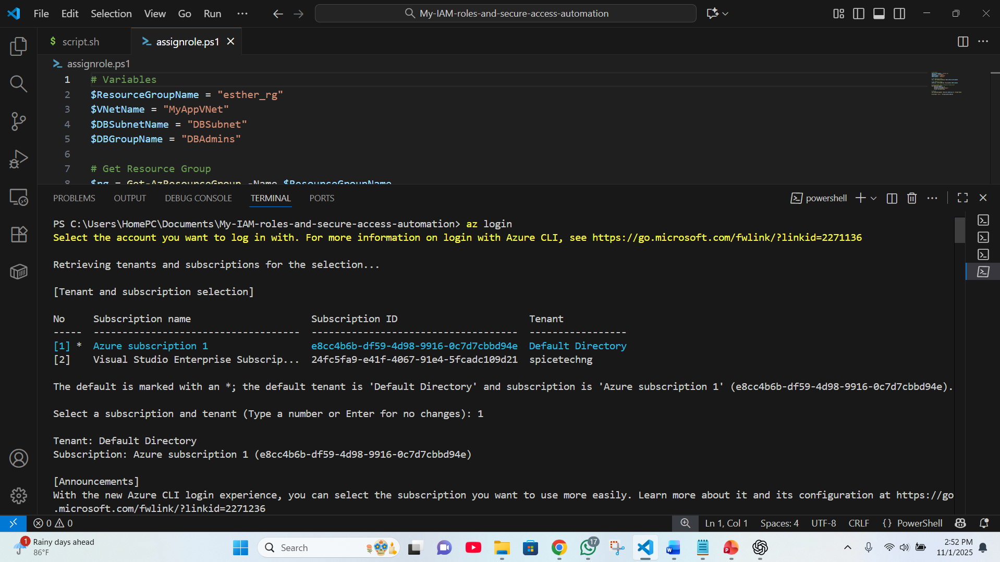 File Edit Selection View Go Run ··· My-IAM-roles-and-secure-access-automation
$ script.sh assignrole.ps1
assignrole.ps1
1 # Variables
2 $ResourceGroupName = "esther_rg"
3 $VNetName = "MyAppVNet"
4 $DBSubnetName = "DBSubnet"
5 $DBGroupName = "DBAdmins"
6
7 # Get Resource Group
8 $rg = Get-AzResourceGroup -Name $ResourceGroupName
PROBLEMS OUTPUT DEBUG CONSOLE TERMINAL PORTS powershell
PS C:\Users\HomePC\Documents\My-IAM-roles-and-secure-access-automation> az login
Select the account you want to log in with. For more information on login with Azure CLI, see https://go.microsoft.com/fwlink/?linkid=2271136
Retrieving tenants and subscriptions for the selection...
[Tenant and subscription selection]
No Subscription name Subscription ID Tenant
----- ------------------------------------ ------------------------------------ -----------------
[1] * Azure subscription 1 e8cc4b6b-df59-4d98-9916-0c7d7cbbd94e Default Directory
[2] Visual Studio Enterprise Subscrip... 24fc5fa9-e41f-4067-91e4-5fcadc109d21 spicetechng
The default is marked with an *; the default tenant is 'Default Directory' and subscription is 'Azure subscription 1' (e8cc4b6b-df59-4d98-9916-0c7d7cbbd94e).
Select a subscription and tenant (Type a number or Enter for no changes): 1
Tenant: Default Directory
Subscription: Azure subscription 1 (e8cc4b6b-df59-4d98-9916-0c7d7cbbd94e)
[Announcements]
With the new Azure CLI login experience, you can select the subscription you want to use more easily. Learn more about it and its configuration at https://go
.microsoft.com/fwlink/?linkid=2271236
0 0 Ln 1, Col 1 Spaces: 4 UTF-8 CRLF {} PowerShell
1 Rainy days ahead
86°F
Search
17
2:52 PM
11/1/2025